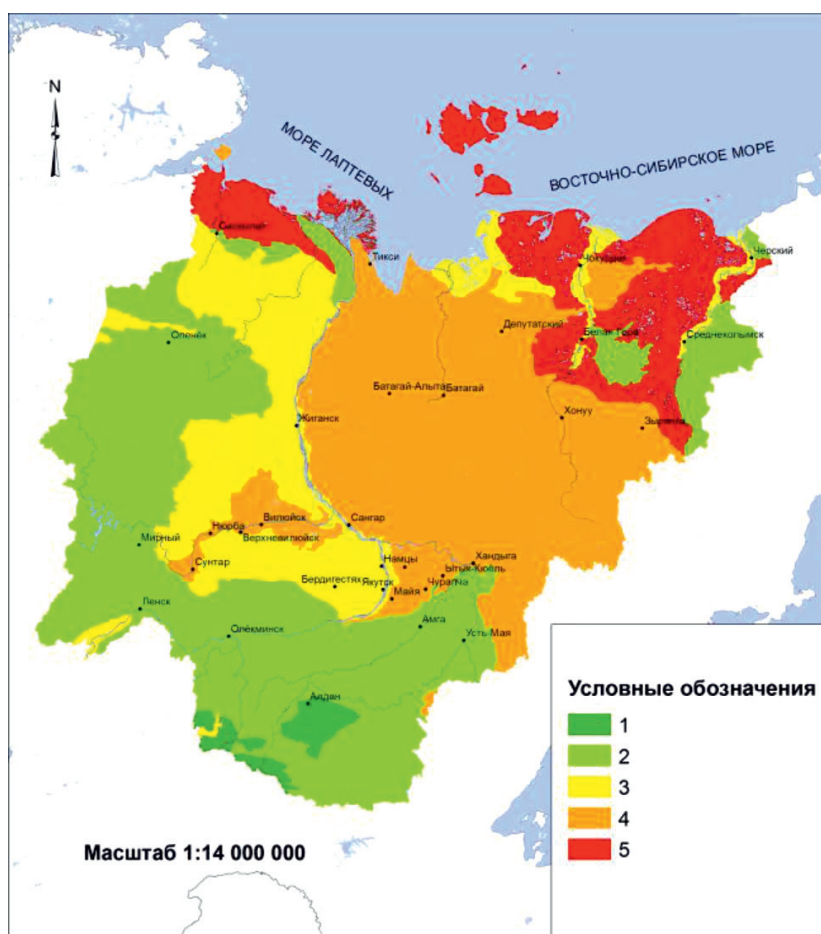 N
МОРЕ ЛАПТЕВЫХ
ВОСТОЧНО-СИБИРСКОЕ МОРЕ
Саскылах
Тикси
Чокурдах
Черский
Оленёк
Депутатский
Белая Гора
Среднеколымск
Батагай-Алыта
Батагай
Жиганск
Хонуу
Зырянка
Вилюйск
Сангар
Нюрба
Верхневилюйск
Мирный
Хандыга
Сунтар
Намцы
Ытык-Кюёль
Бердигестях
Якутск
Чурапча
Майя
Ленск
Амга
Олёкминск
Усть-Мая
Алдан
Условные обозначения
1
2
3
4
5
Масштаб 1:14 000 000